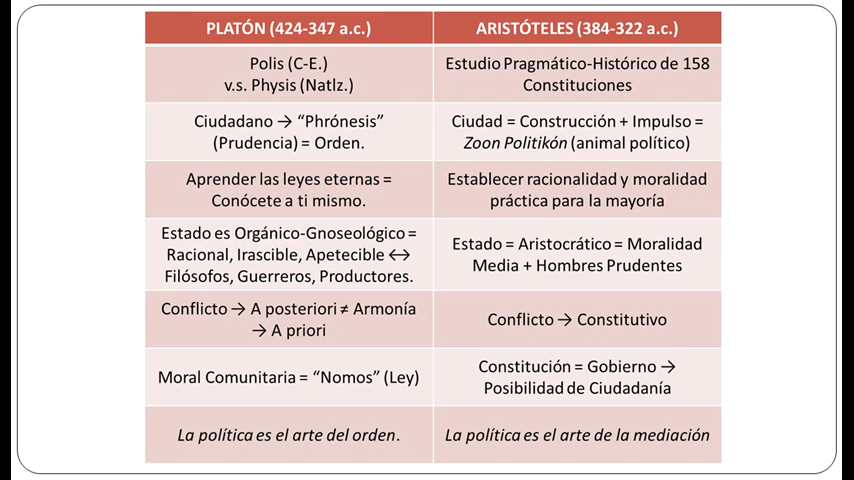 PLATÓN (424-347 a.c.)
ARISTÓTELES (384-322 a.c.)
Polis (C-E.)
v.s. Physis (Natlz.)
Estudio Pragmático-Histórico de 158
Constituciones
Ciudadano → “Phrónesis”
(Prudencia) = Orden.
Ciudad = Construcción + Impulso =
Zoon Politikón (animal político)
Aprender las leyes eternas =
Conócete a ti mismo.
Establecer racionalidad y moralidad
práctica para la mayoría
Estado es Orgánico-Gnoseológico =
Racional, Irascible, Apetecible ↔
Filósofos, Guerreros, Productores.
Estado = Aristocrático = Moralidad
Media + Hombres Prudentes
Conflicto → A posteriori ≠ Armonía
→ A priori
Conflicto → Constitutivo
Moral Comunitaria = “Nomos” (Ley)
Constitución = Gobierno →
Posibilidad de Ciudadanía
La política es el arte del orden.
La política es el arte de la mediación